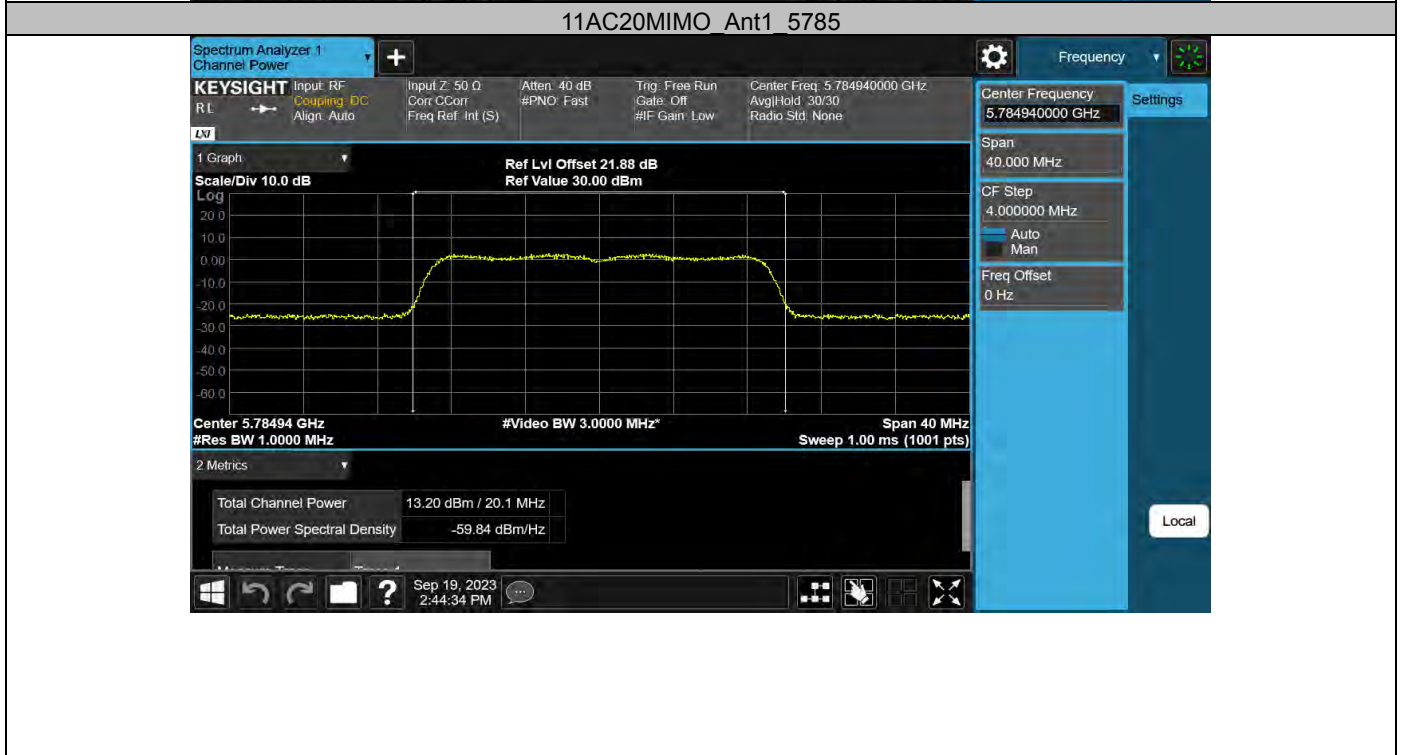 11AC20MIMO_Ant1_5785
Spectrum Analyzer 1
Channel Power
+
Frequency
KEYSIGHT Input: RF Input Z: 50 Ω Atten: 40 dB Trig: Free Run Center Freq: 5.784940000 GHz
RL Coupling: DC Corr CCorr #PNO: Fast Gate: Off Avg|Hold: 30/30
Align: Auto Freq Ref: Int (S) #IF Gain: Low Radio Std: None
LXI
Center Frequency
5.784940000 GHz
Settings
Span
40.000 MHz
CF Step
4.000000 MHz
Auto
Man
Freq Offset
0 Hz
1 Graph
Ref Lvl Offset 21.88 dB
Scale/Div 10.0 dB Ref Value 30.00 dBm
Log
20.0
10.0
0.00
-10.0
-20.0
-30.0
-40.0
-50.0
-60.0
Center 5.78494 GHz #Video BW 3.0000 MHz* Span 40 MHz
#Res BW 1.0000 MHz Sweep 1.00 ms (1001 pts)
2 Metrics
Total Channel Power 13.20 dBm / 20.1 MHz
Total Power Spectral Density -59.84 dBm/Hz
Local
? Sep 19, 2023
2:44:34 PM